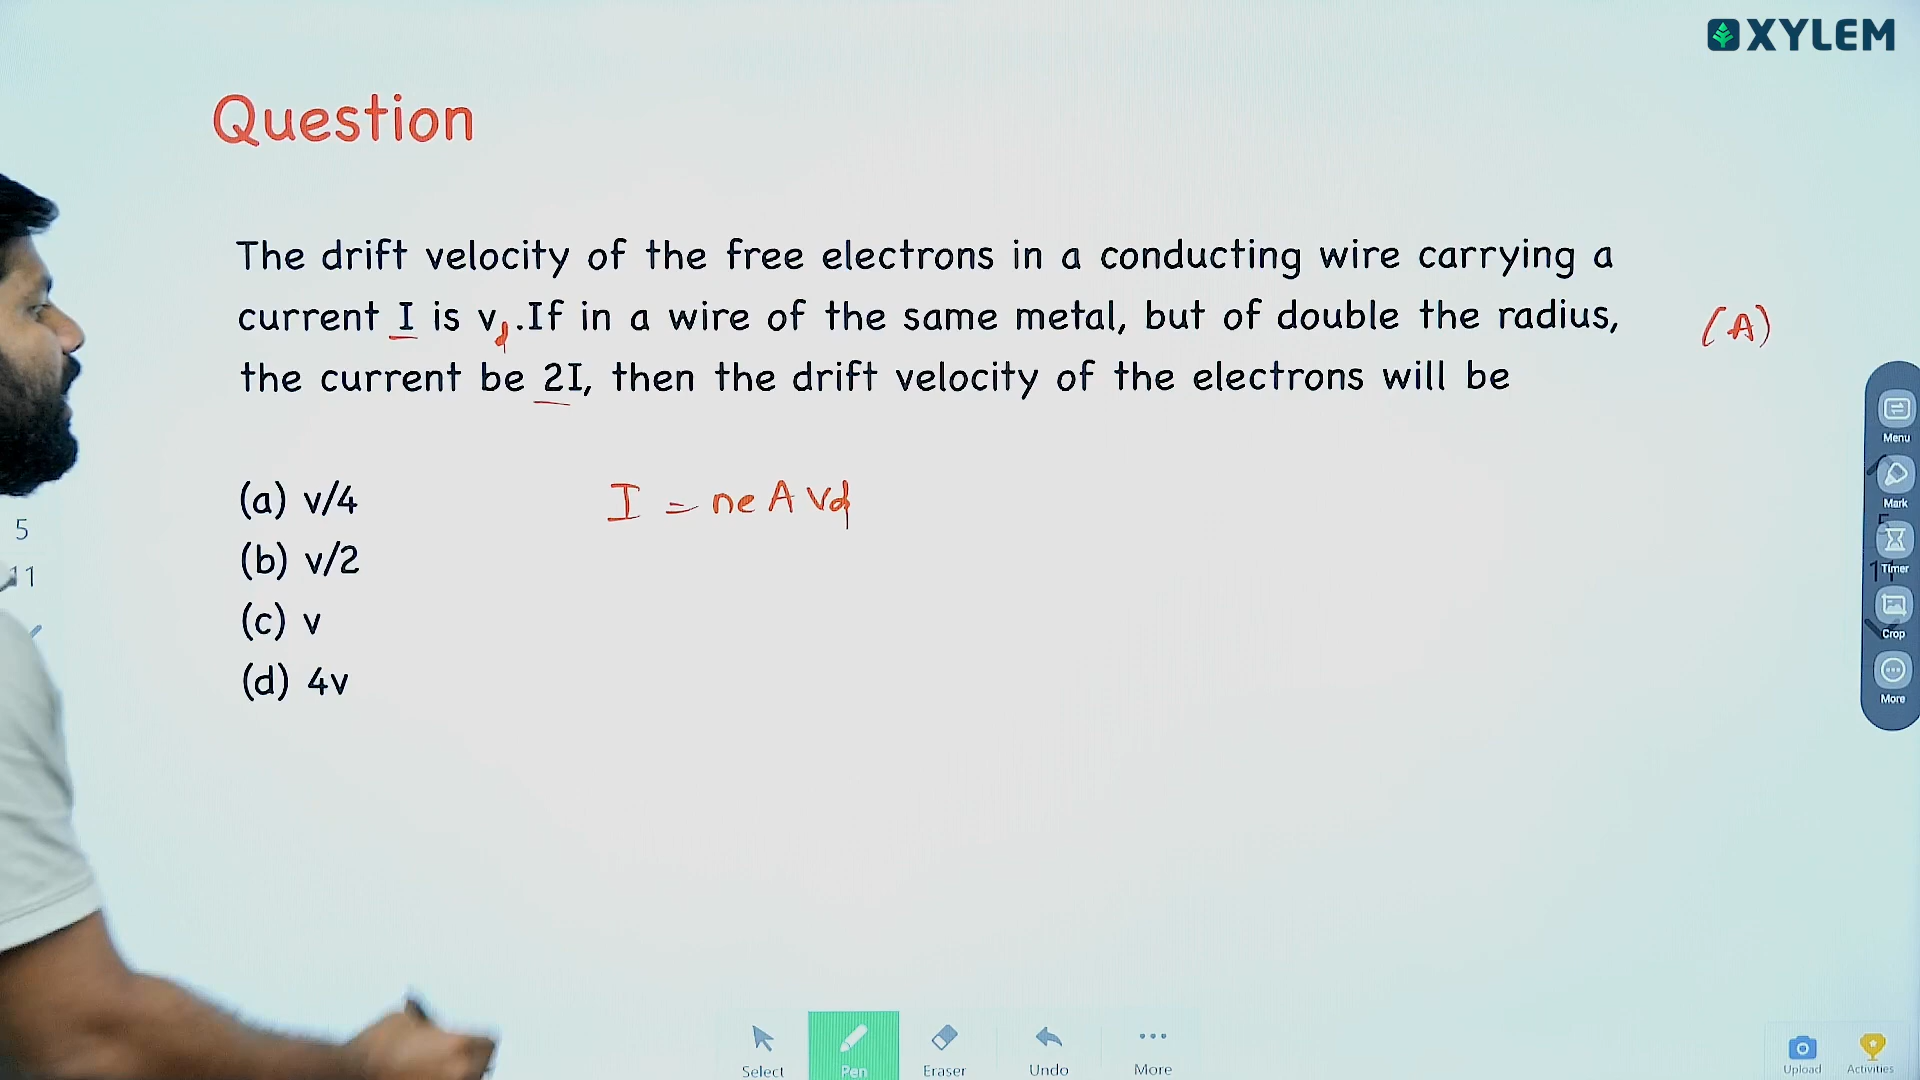 XYLEM
Question
The drift velocity of the free electrons in a conducting wire carrying a
current I is v d .If in a wire of the same metal, but of double the radius,
(A)
the current be 2I, then the drift velocity of the electrons will be
(a) v/4
I = neAvd
(b) v/2
(c) v
(d) 4v
5
11
Menu
Mark
5
Timer
11
Crop
More
Select
Pen
Eraser
Undo
More
Upload
Activities